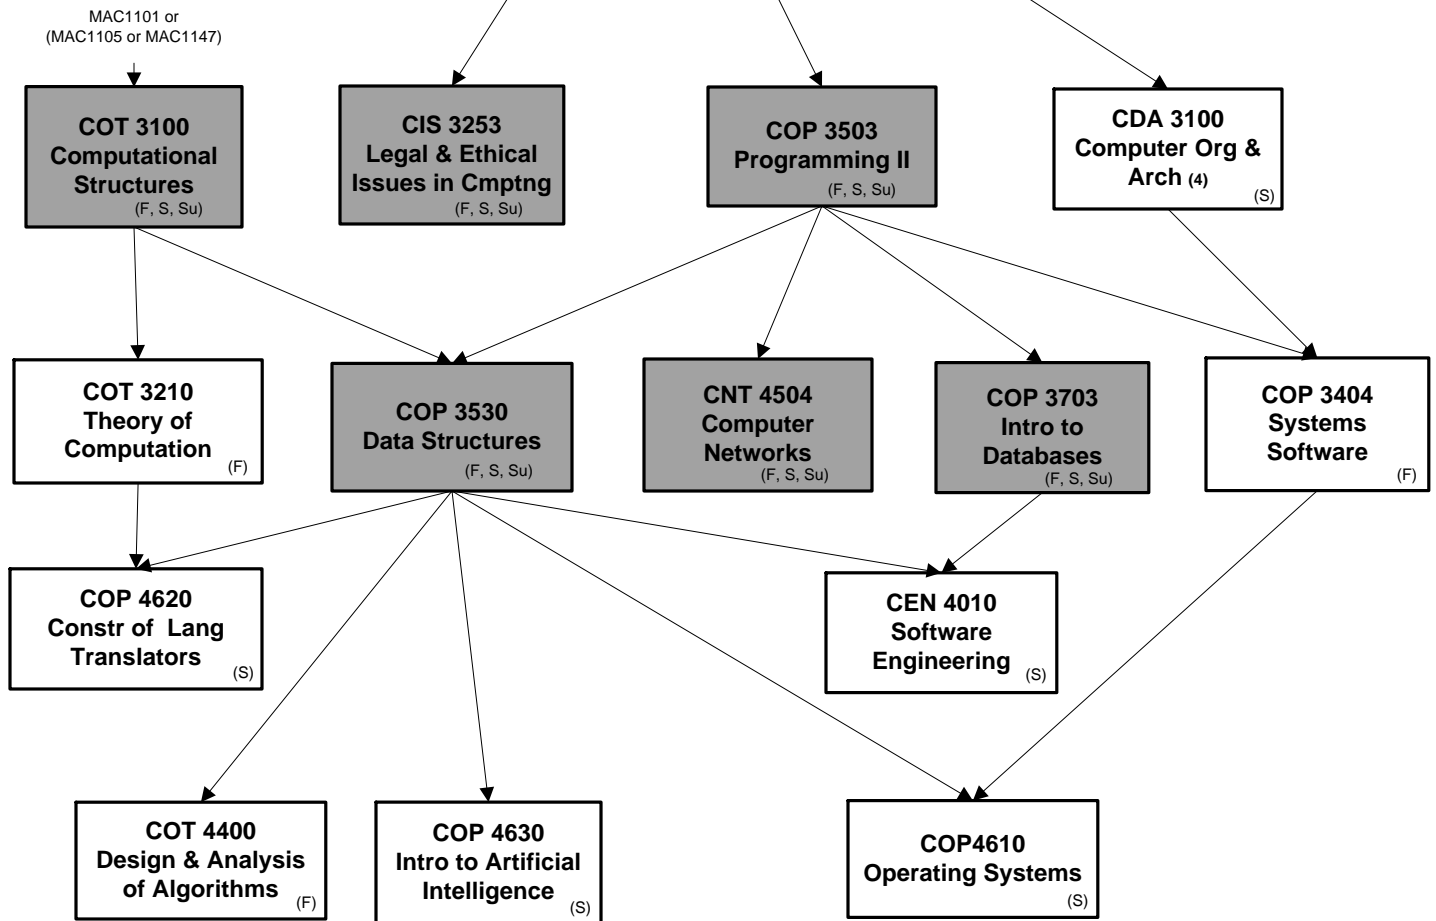 MAC1101 or
(MAC1105 or MAC1147)
COT 3100
Computational
Structures
(F, S, Su)
CIS 3253
Legal & Ethical
Issues in Cmptng
(F, S, Su)
COP 3503
Programming II
(F, S, Su)
CDA 3100
Computer Org &
Arch (4)
(S)
COT 3210
Theory of
Computation
(F)
COP 3530
Data Structures
(F, S, Su)
CNT 4504
Computer
Networks
(F, S, Su)
COP 3703
Intro to
Databases
(F, S, Su)
COP 3404
Systems
Software
(F)
COP 4620
Constr of Lang
Translators
(S)
CEN 4010
Software
Engineering
(S)
COT 4400
Design & Analysis
of Algorithms
(F)
COP 4630
Intro to Artificial
Intelligence
(S)
COP4610
Operating Systems
(S)